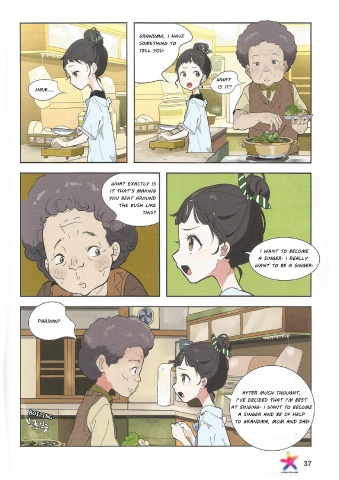 HMM....
GRANDMA, I HAVE
SOMETHING TO
TELL YOU.
WHAT
IS IT?
WHAT EXACTLY IS
IT THAT'S MAKING
YOU BEAT AROUND
THE BUSH LIKE
THIS?
I WANT TO BECOME
A SINGER. I REALLY
WANT TO BE A SINGER.
PARDON?
BOILING
AFTER MUCH THOUGHT,
I'VE DECIDED THAT I'M BEST
AT SINGING. I WANT TO BECOME
A SINGER AND BE OF HELP
TO GRANDMA, MOM AND DAD.
37